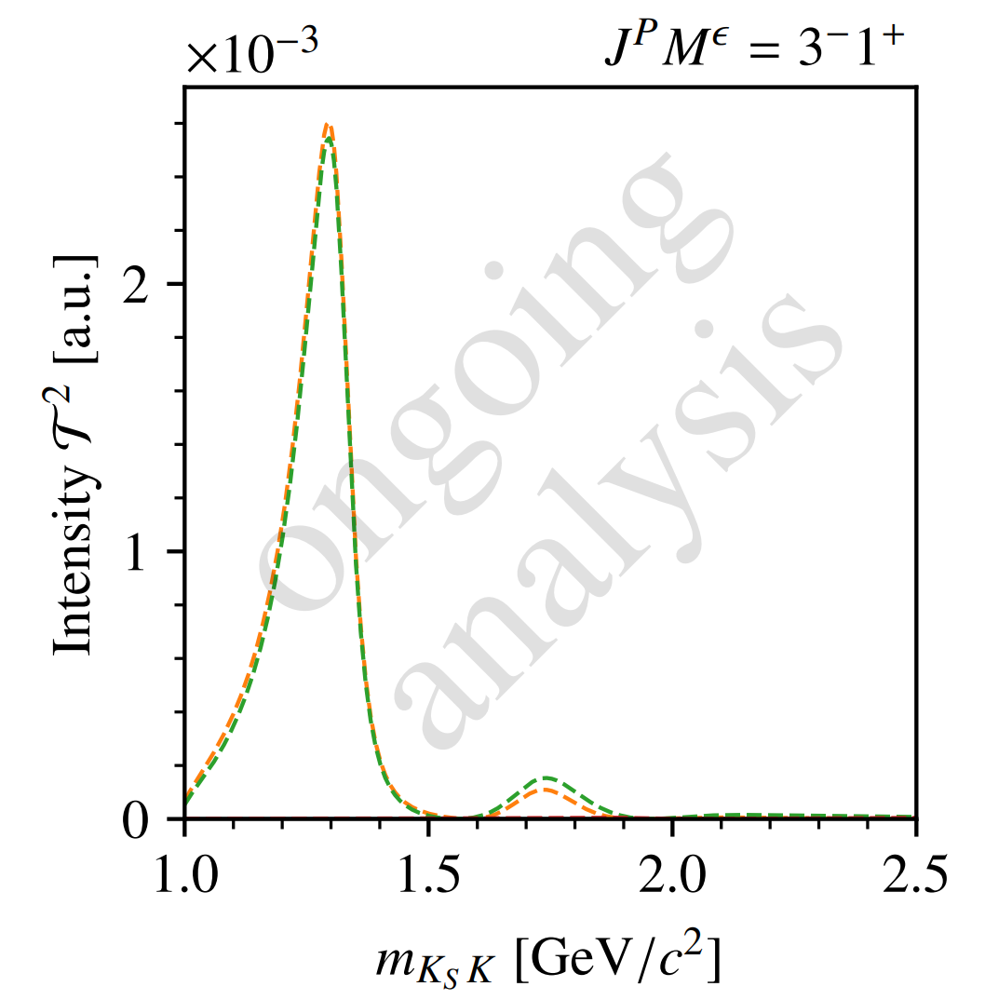 ×10⁻³
JᴾMᵋ = 3⁻1⁺
Intensity 𝒯² [a.u.]
2
1
0
ongoing
analysis
1.0 1.5 2.0 2.5
m_{K_S K} [GeV/c²]